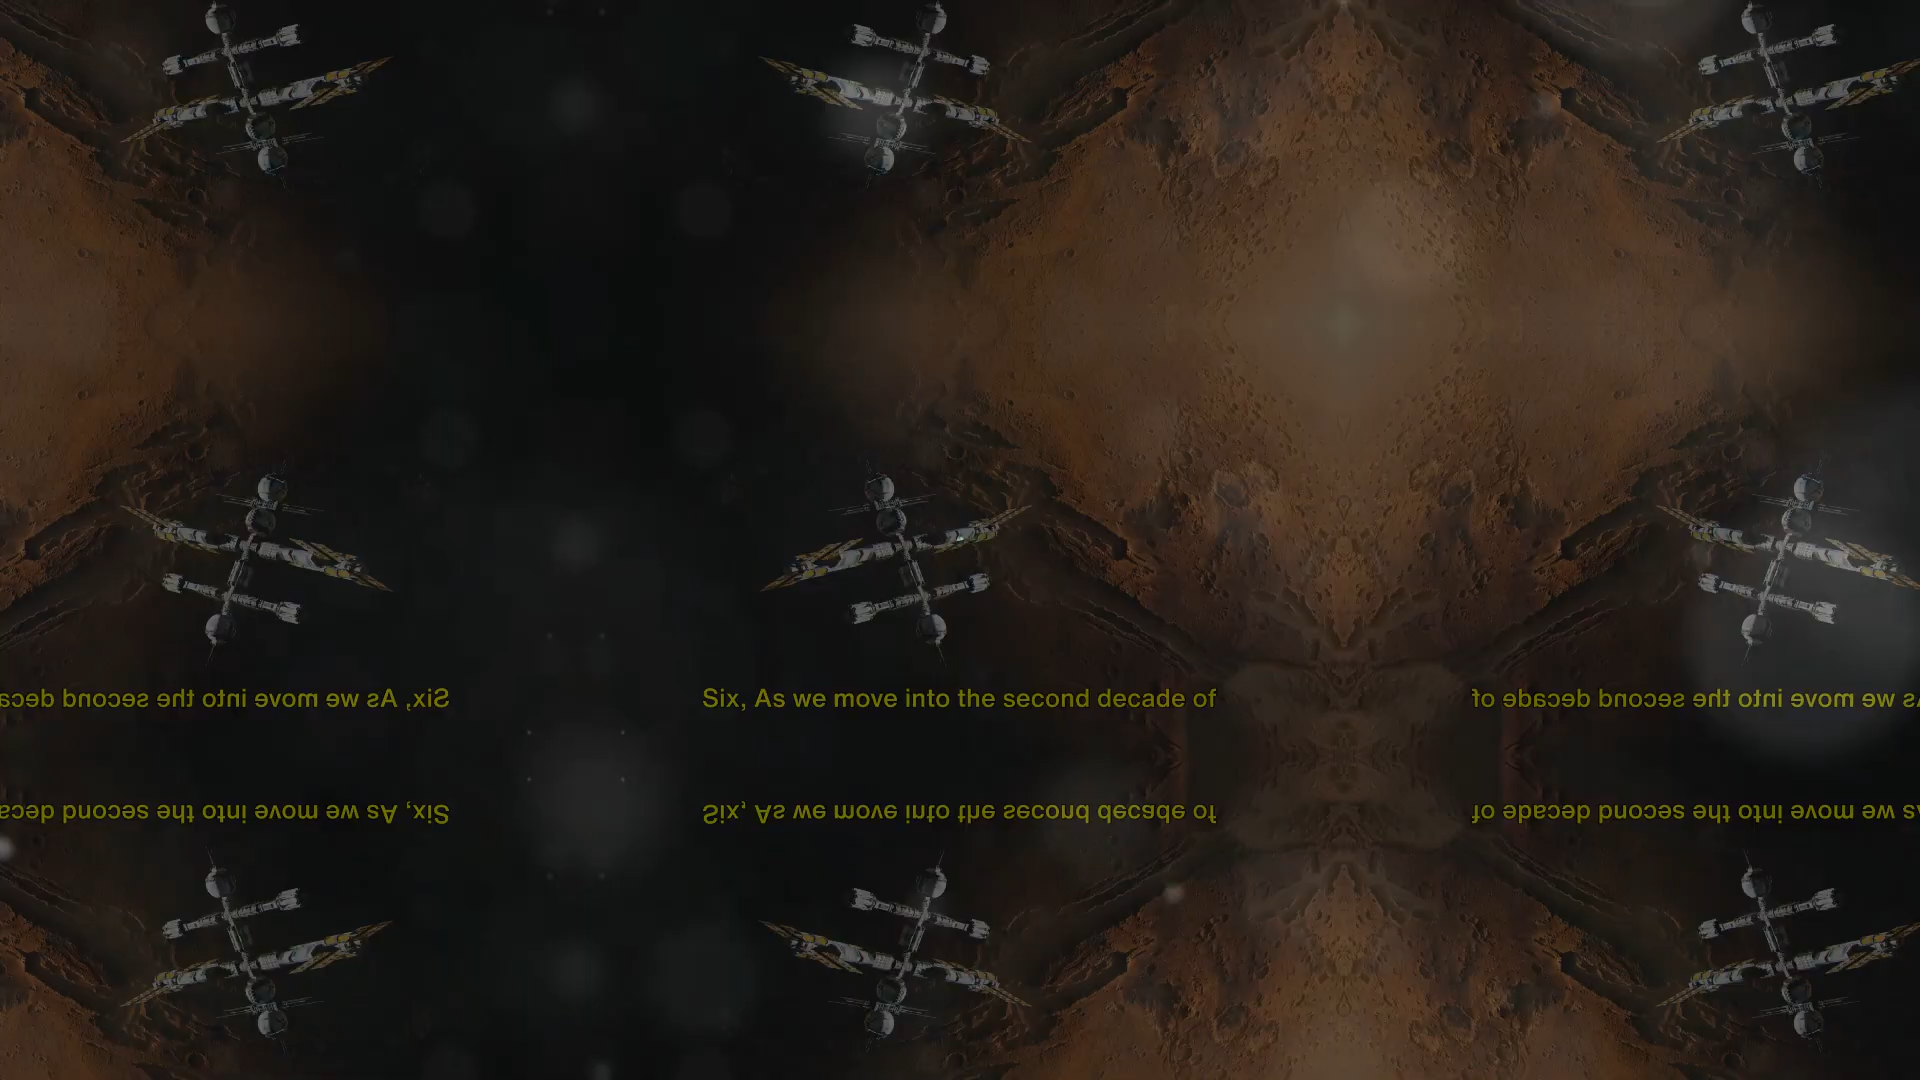 Six, As we move into the second decade of